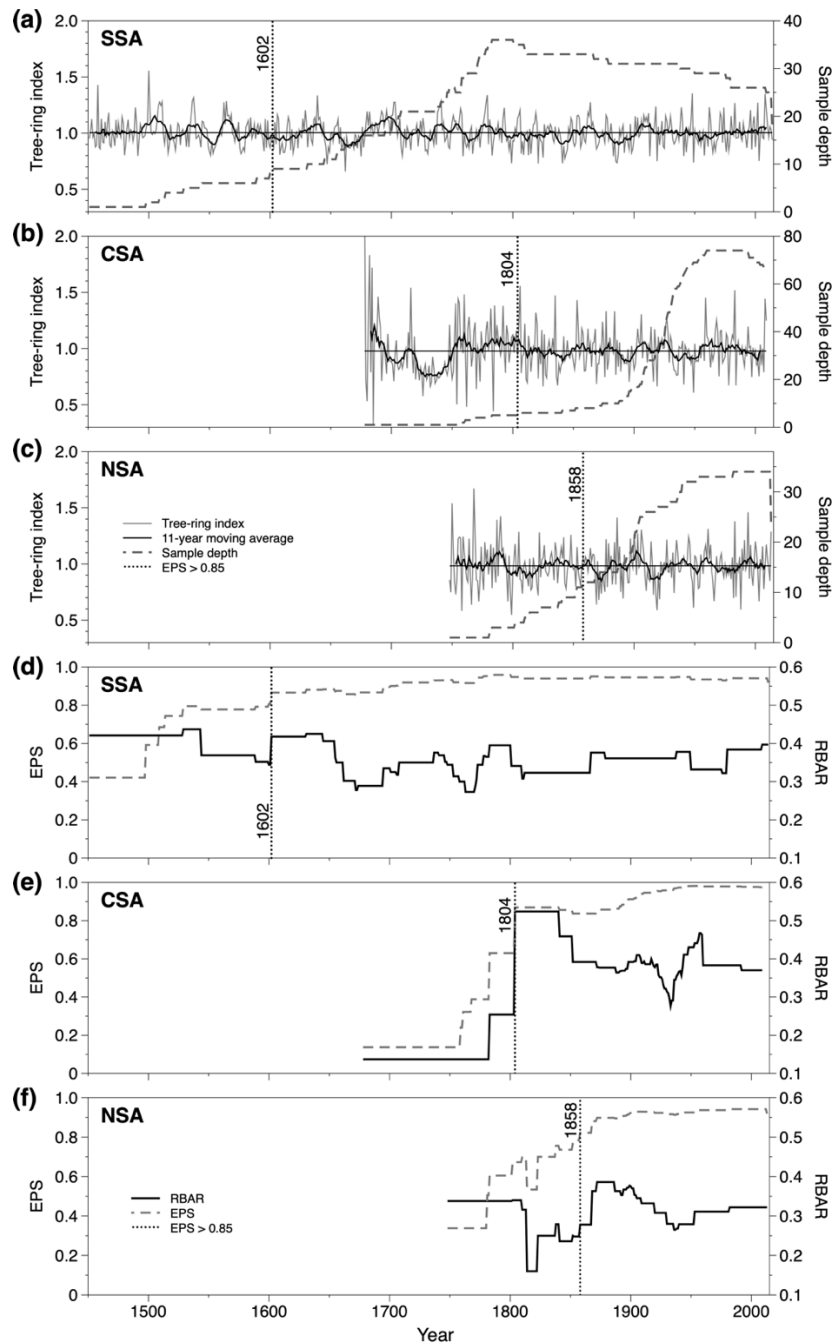 (a) SSA
2.0
1.5
1.0
0.5
Tree-ring index
1602
40
30
20
10
0
Sample depth
(b) CSA
2.0
1.5
1.0
0.5
Tree-ring index
1804
80
60
40
20
0
Sample depth
(c) NSA
2.0
1.5
1.0
0.5
Tree-ring index
Tree-ring index
11-year moving average
Sample depth
EPS > 0.85
1858
30
20
10
0
Sample depth
(d) SSA
1.0
0.8
0.6
0.4
0.2
0
EPS
1602
0.6
0.5
0.4
0.3
0.2
0.1
RBAR
(e) CSA
1.0
0.8
0.6
0.4
0.2
0
EPS
1804
0.6
0.5
0.4
0.3
0.2
0.1
RBAR
(f) NSA
1.0
0.8
0.6
0.4
0.2
0
EPS
RBAR
EPS
EPS > 0.85
1858
0.6
0.5
0.4
0.3
0.2
0.1
RBAR
1500 1600 1700 1800 1900 2000
Year